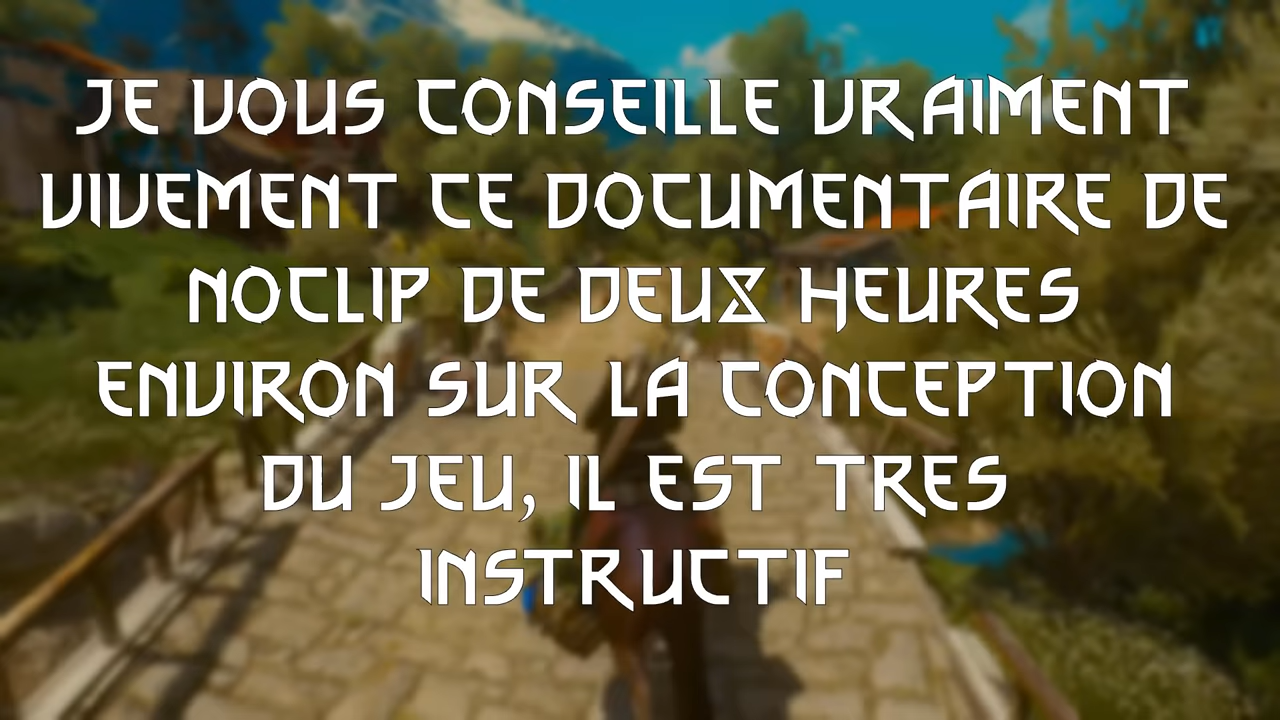 JE VOUS CONSEILLE VRAIMENT
VIVEMENT CE DOCUMENTAIRE DE
NOCLIP DE DEUX HEURES
ENVIRON SUR LA CONCEPTION
DU JEU, IL EST TRES
INSTRUCTIF